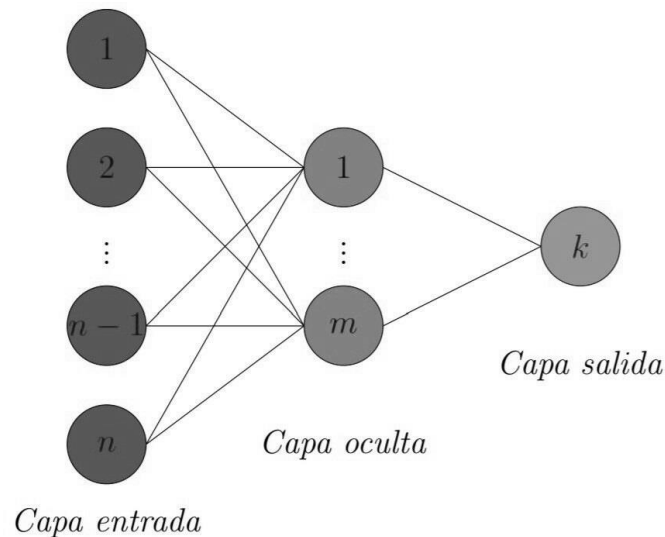 1
2
⋮
n − 1
n
Capa entrada
1
⋮
m
Capa oculta
k
Capa salida